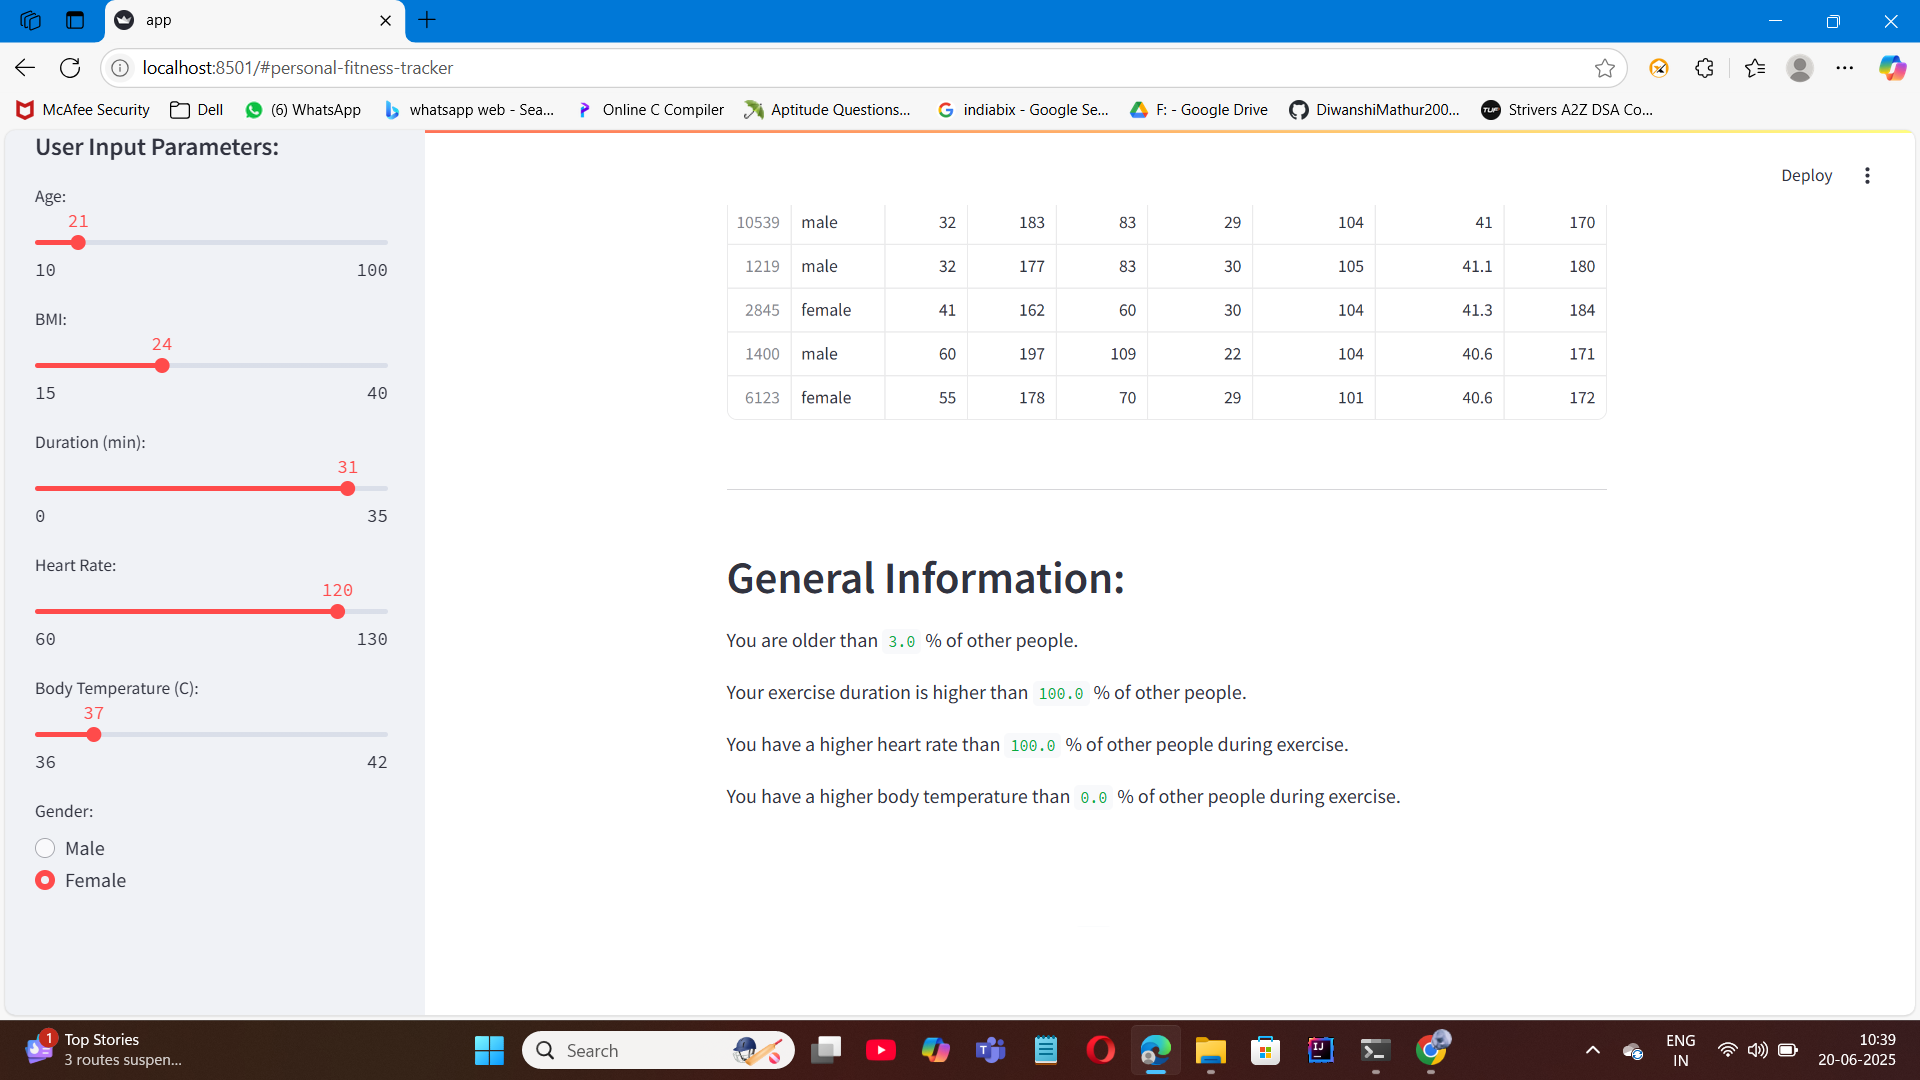 app
localhost:8501/#personal-fitness-tracker
McAfee Security Dell (6) WhatsApp whatsapp web - Sea... Online C Compiler Aptitude Questions... indiabix - Google Se... F: - Google Drive DiwanshiMathur200... Strivers A2Z DSA Co...
User Input Parameters:
Age:
21
10 100
BMI:
24
15 40
Duration (min):
31
0 35
Heart Rate:
120
60 130
Body Temperature (C):
37
36 42
Gender:
Male
Female
Deploy
10539 male 32 183 83 29 104 41 170
1219 male 32 177 83 30 105 41.1 180
2845 female 41 162 60 30 104 41.3 184
1400 male 60 197 109 22 104 40.6 171
6123 female 55 178 70 29 101 40.6 172
General Information:
You are older than 3.0 % of other people.
Your exercise duration is higher than 100.0 % of other people.
You have a higher heart rate than 100.0 % of other people during exercise.
You have a higher body temperature than 0.0 % of other people during exercise.
1
Top Stories
3 routes suspen...
Search
ENG
IN
10:39
20-06-2025